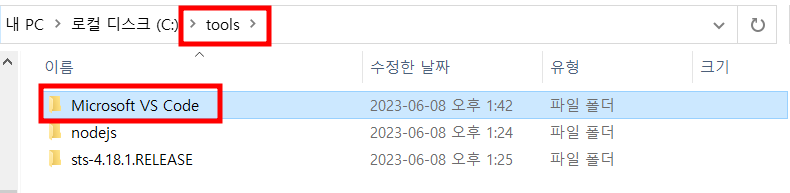 내 PC > 로컬 디스크 (C:) > tools >
이름 수정한 날짜 유형 크기
Microsoft VS Code 2023-06-08 오후 1:42 파일 폴더
nodejs 2023-06-08 오후 1:24 파일 폴더
sts-4.18.1.RELEASE 2023-06-08 오후 1:25 파일 폴더